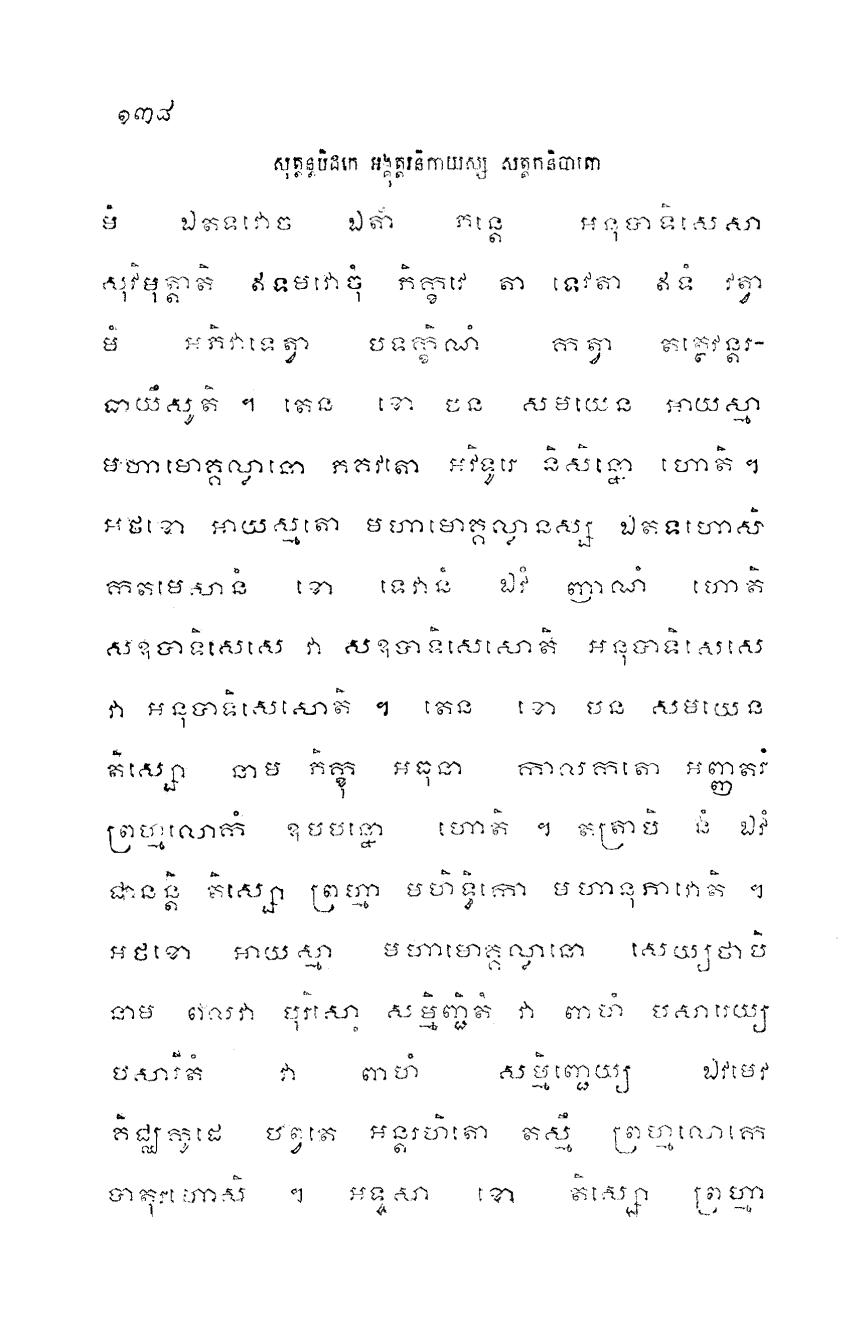 ១៣៨
សុត្តន្តបិដកេ អង្គុត្តរនិកាយស្ស សត្តកនិបាតោ
មំ ឯតទវោច ឯតា ភន្តេ អនុបាទិសេសា
សុវិមុត្តាតិ ឥទមវោចុំ ភិក្ខវេ តា ទេវតា ឥទំ វត្វា
មំ អភិវាទេត្វា បទក្ខិណំ កត្វា តត្ថេវន្តរ-
ធាយឹសូតិ ។ តេន ខោ បន សមយេន អាយស្មា
មហាមោគ្គល្លានោ ភគវតោ អវិទូរេ និសិន្នោ ហោតិ ។
អថខោ អាយស្មតោ មហាមោគ្គល្លានស្ស ឯតទហោសិ
កតមេសានំ ខោ ទេវានំ ឯវំ ញាណំ ហោតិ
សឧបាទិសេសេ វា សឧបាទិសេសោតិ អនុបាទិសេសេ
វា អនុបាទិសេសោតិ ។ តេន ខោ បន សមយេន
តិស្សោ នាម ភិក្ខុ អធុនា កាលកតោ អញ្ញតរំ
ព្រហ្មលោកំ ឧបបន្នោ ហោតិ ។ តត្រាបិ នំ ឯវំ
ជានន្តិ តិស្សោ ព្រហ្មា មហិទ្ធិកោ មហានុភាវោតិ ។
អថខោ អាយស្មា មហាមោគ្គល្លានោ សេយ្យថាបិ
នាម ពលវា បុរិសោ សម្មិញ្ជិតំ វា ពាហំ បសារេយ្យ
បសារិតំ វា ពាហំ សម្មិញ្ជេយ្យ ឯវមេវ
គិជ្ឈកូដេ បព្វតេ អន្តរហិតោ តស្មឹ ព្រហ្មលោកេ
បាតុរហោសិ ។ អទ្ទសា ខោ តិស្សោ ព្រហ្មា